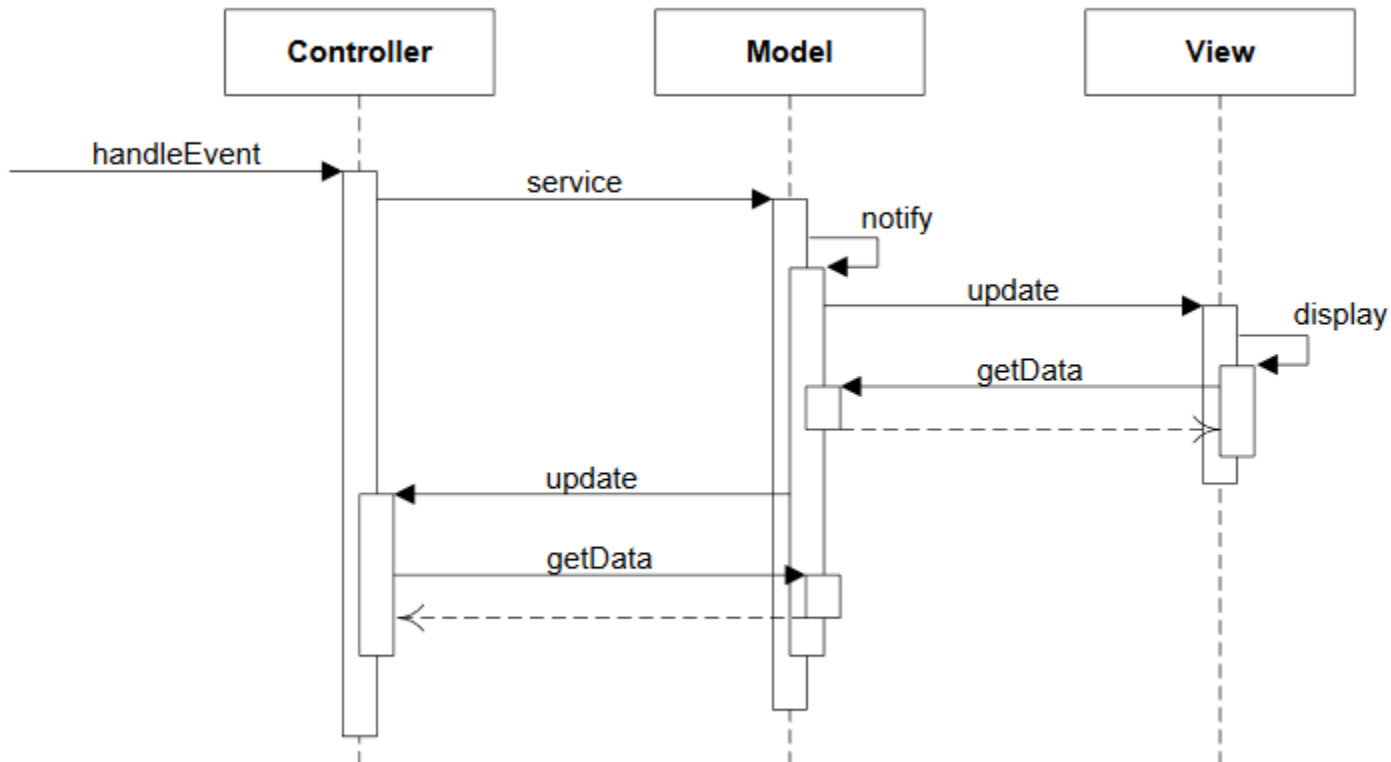 Controller
Model
View
handleEvent
service
notify
update
display
getData
update
getData